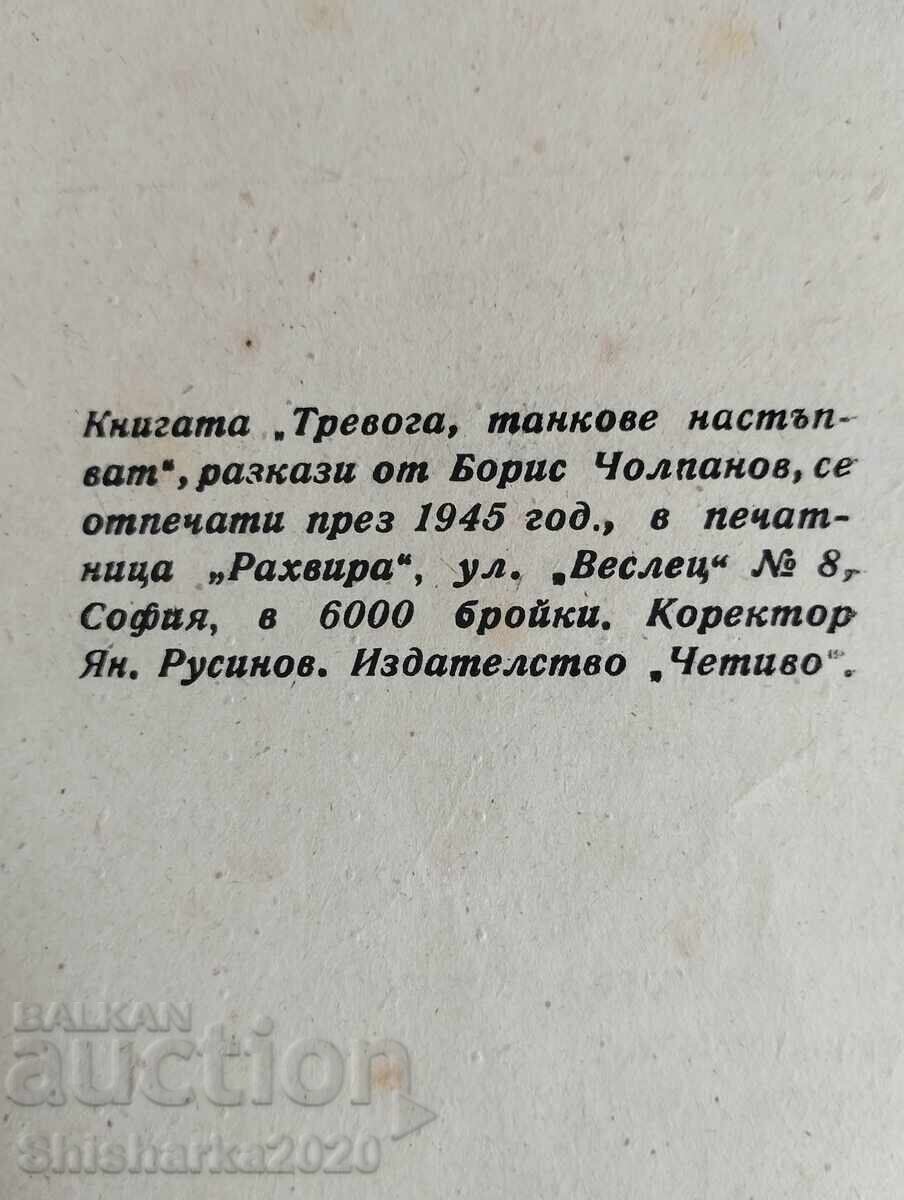 Книгата „Тревога, танкове настъп-
ват“, разкази от Борис Чолпанов, се
отпечати през 1945 год., в печат-
ница „Рахвира“, ул. „Веслец“ № 8,
София, в 6000 бройки. Коректор
Ян. Русинов. Издателство „Четиво“.
BALKAN
auction
Shisharka2020